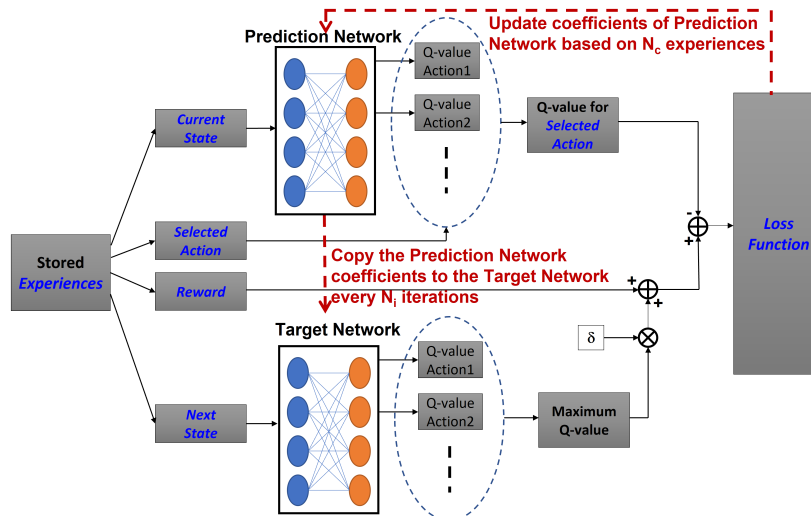 Update coefficients of Prediction
Network based on Nc experiences
Prediction Network
Q-value
Action1
Q-value
Action2
Current
State
Q-value for
Selected
Action
-
+
Selected
Action
Stored
Experiences
Reward
Copy the Prediction Network
coefficients to the Target Network
every Ni iterations
+
+
Loss
Function
Target Network
δ
Q-value
Action1
Q-value
Action2
Next
State
Maximum
Q-value